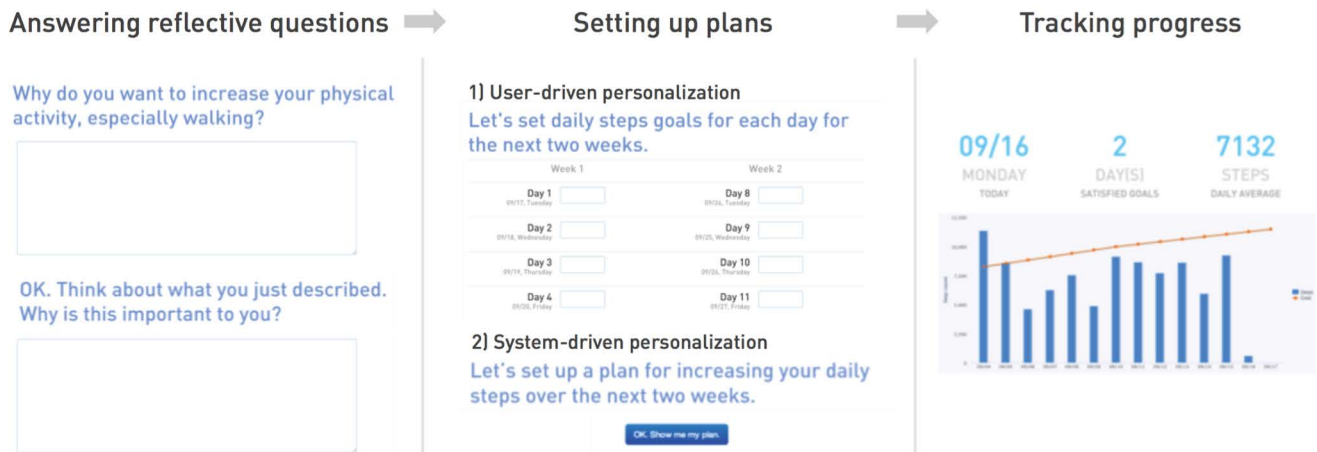 Answering reflective questions
Setting up plans
Tracking progress
Why do you want to increase your physical
activity, especially walking?
OK. Think about what you just described.
Why is this important to you?
1) User-driven personalization
Let's set daily steps goals for each day for
the next two weeks.
Week 1
Week 2
Day 1
09/17, Tuesday
Day 8
09/24, Tuesday
Day 2
09/18, Wednesday
Day 9
09/25, Wednesday
Day 3
09/19, Thursday
Day 10
09/26, Thursday
Day 4
09/20, Friday
Day 11
09/27, Friday
2) System-driven personalization
Let's set up a plan for increasing your daily
steps over the next two weeks.
OK. Show me my plan.
09/16
2
7132
MONDAY
DAY(S)
STEPS
TODAY
SATISFIED GOALS
DAILY AVERAGE